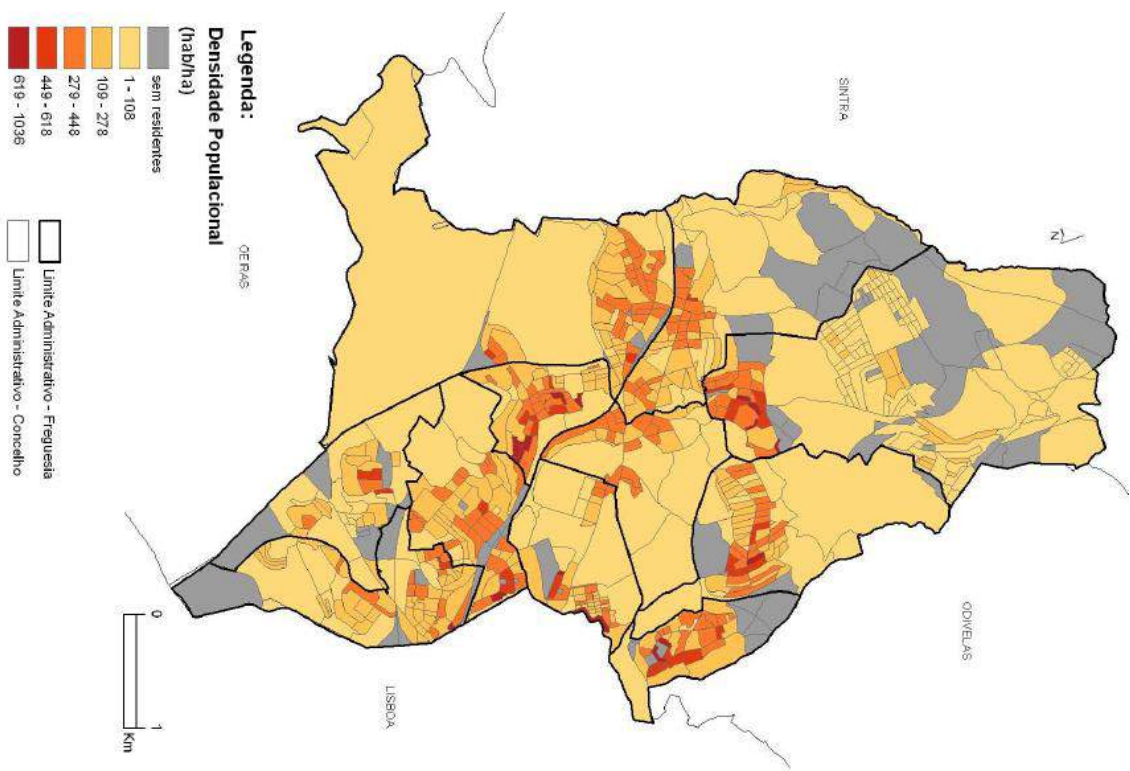 SINTRA
N
ODIVELAS
OEIRAS
LISBOA
Legenda:
Densidade Populacional
(hab/ha)
sem residentes
1 - 108
109 - 278
279 - 448
449 - 618
619 - 1036
Limite Administrativo - Freguesia
Limite Administrativo - Concelho
0
1
Km